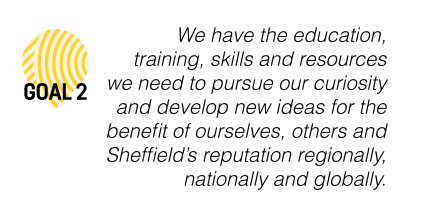 GOAL 2
We have the education,
training, skills and resources
we need to pursue our curiosity
and develop new ideas for the
benefit of ourselves, others and
Sheffield's reputation regionally,
nationally and globally.